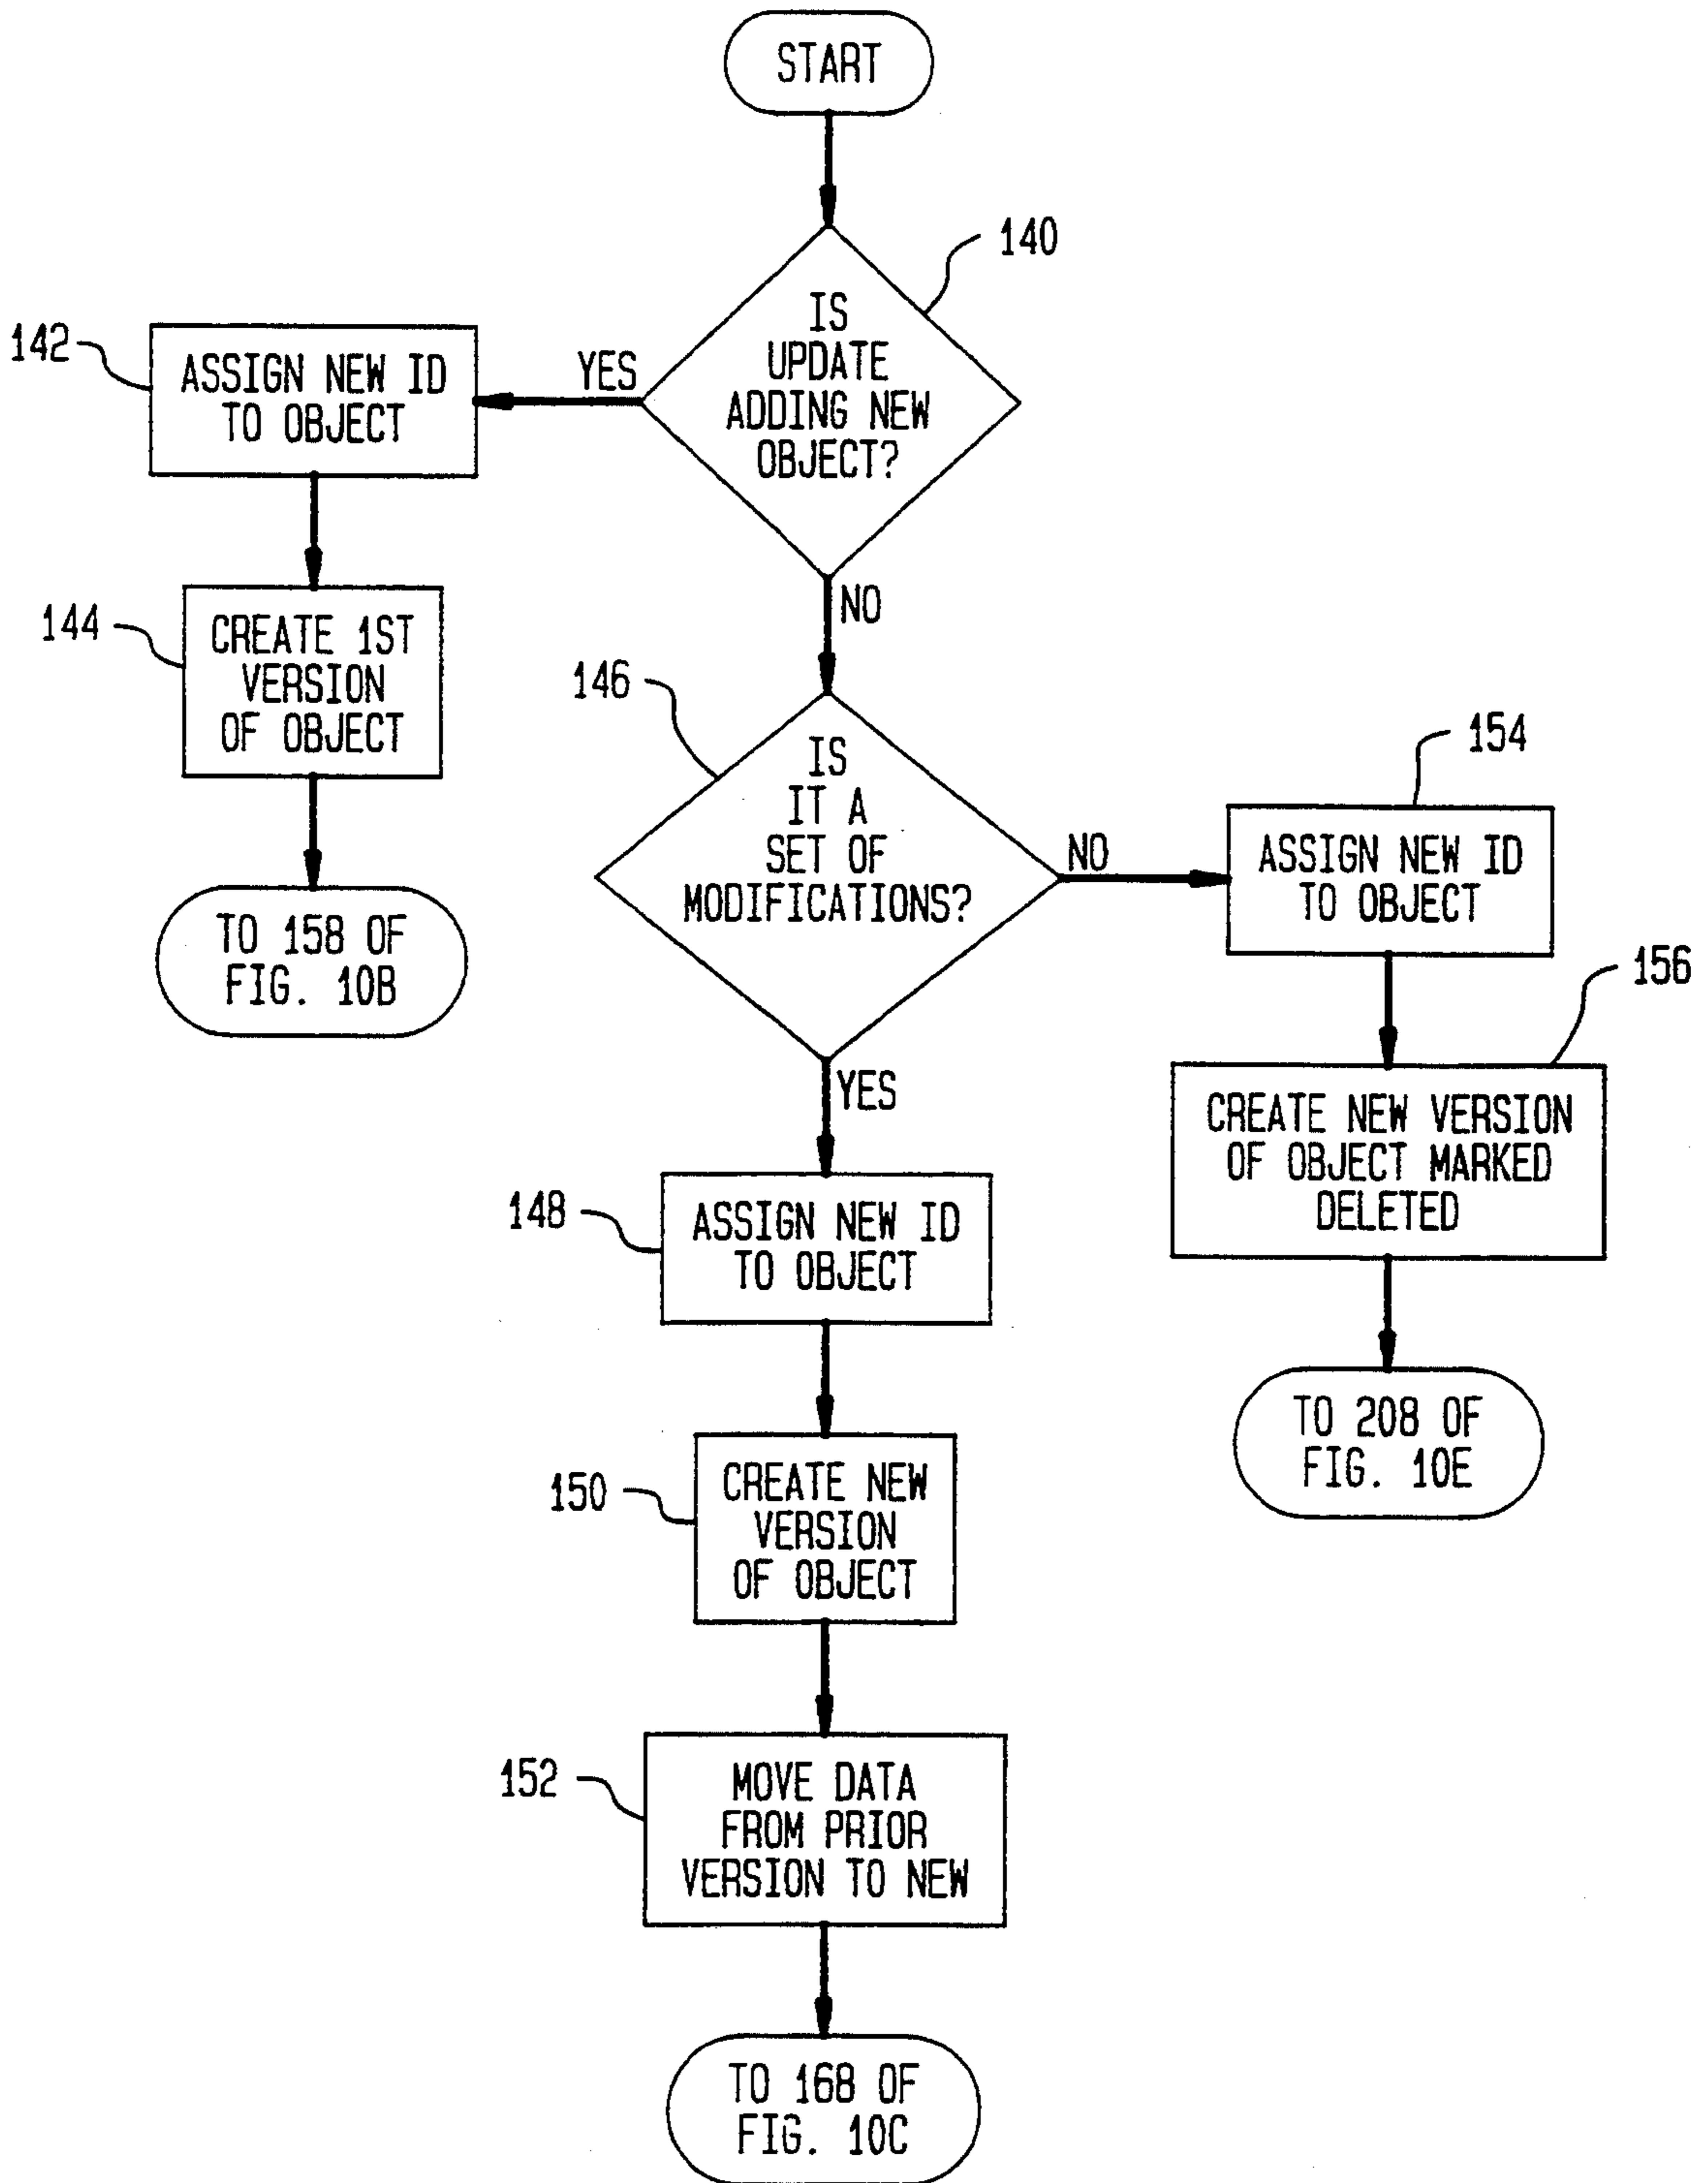 START
140
IS
UPDATE
ADDING NEW
OBJECT?
YES
142
ASSIGN NEW ID
TO OBJECT
144
CREATE 1ST
VERSION
OF OBJECT
TO 158 OF
FIG. 10B
NO
146
IS
IT A
SET OF
MODIFICATIONS?
NO
154
ASSIGN NEW ID
TO OBJECT
156
CREATE NEW VERSION
OF OBJECT MARKED
DELETED
TO 208 OF
FIG. 10E
YES
148
ASSIGN NEW ID
TO OBJECT
150
CREATE NEW
VERSION
OF OBJECT
152
MOVE DATA
FROM PRIOR
VERSION TO NEW
TO 168 OF
FIG. 10C